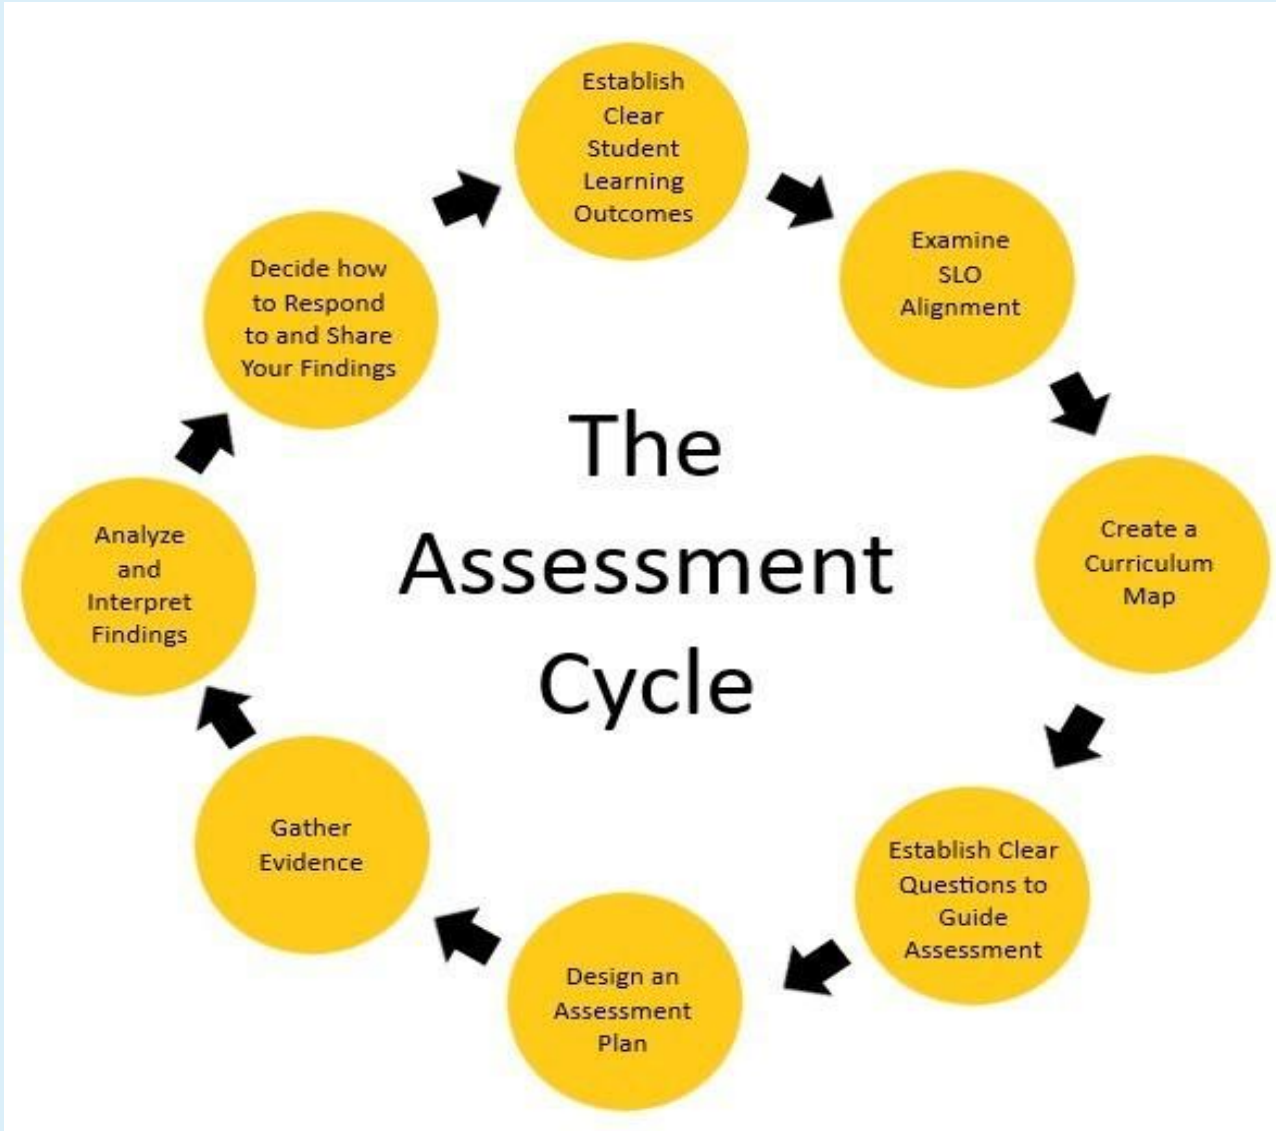 Establish
Clear
Student
Learning
Outcomes
Examine
SLO
Alignment
Create a
Curriculum
Map
Establish Clear
Questions to
Guide
Assessment
Design an
Assessment
Plan
Gather
Evidence
Analyze
and
Interpret
Findings
Decide how
to Respond
to and Share
Your Findings
The
Assessment
Cycle